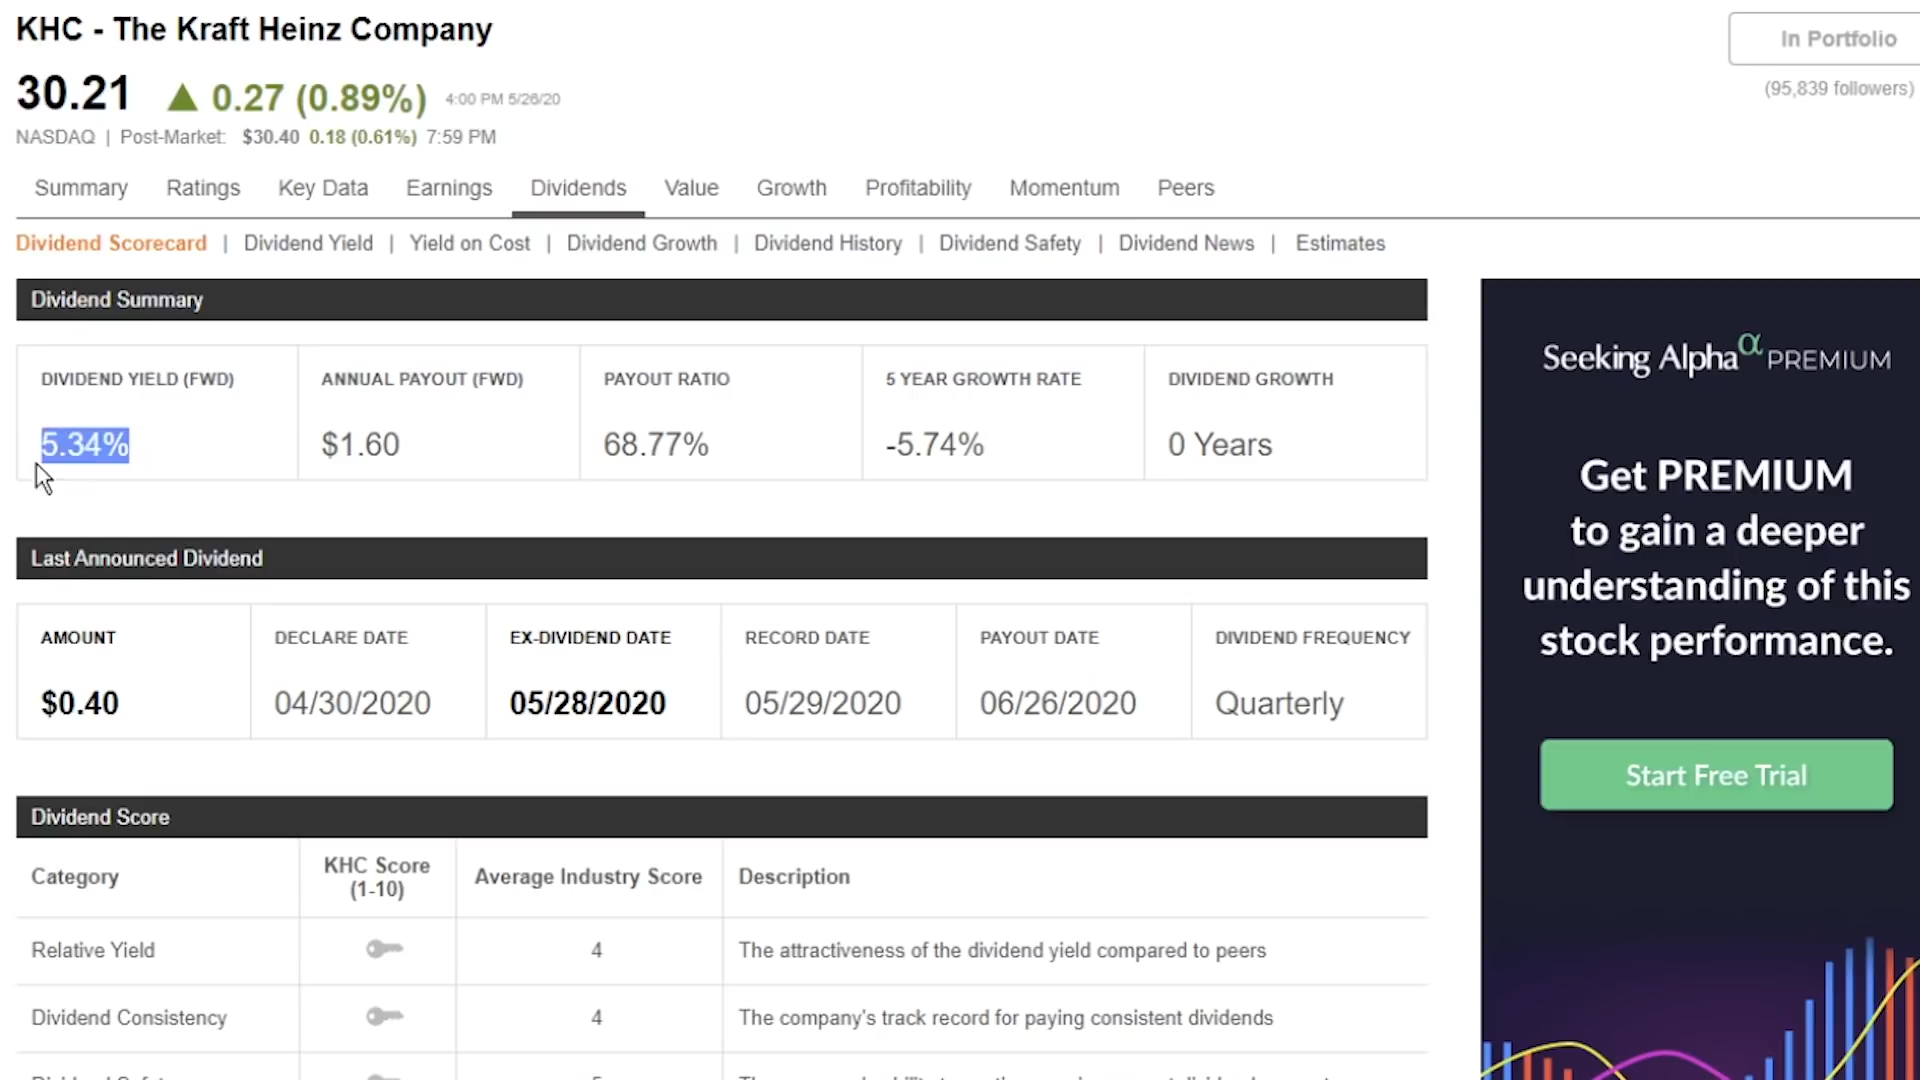 KHC - The Kraft Heinz Company
In Portfolio
30.21 ▲ 0.27 (0.89%) 4:00 PM 5/26/20
(95,839 followers)
NASDAQ | Post-Market: $30.40 0.18 (0.61%) 7:59 PM
Summary Ratings Key Data Earnings Dividends Value Growth Profitability Momentum Peers
Dividend Scorecard | Dividend Yield | Yield on Cost | Dividend Growth | Dividend History | Dividend Safety | Dividend News | Estimates
Dividend Summary
DIVIDEND YIELD (FWD) ANNUAL PAYOUT (FWD) PAYOUT RATIO 5 YEAR GROWTH RATE DIVIDEND GROWTH
5.34% $1.60 68.77% -5.74% 0 Years
Last Announced Dividend
AMOUNT DECLARE DATE EX-DIVIDEND DATE RECORD DATE PAYOUT DATE DIVIDEND FREQUENCY
$0.40 04/30/2020 05/28/2020 05/29/2020 06/26/2020 Quarterly
Dividend Score
Category KHC Score (1-10) Average Industry Score Description
Relative Yield 4 The attractiveness of the dividend yield compared to peers
Dividend Consistency 4 The company's track record for paying consistent dividends
Seeking Alpha α PREMIUM
Get PREMIUM
to gain a deeper
understanding of this
stock performance.
Start Free Trial